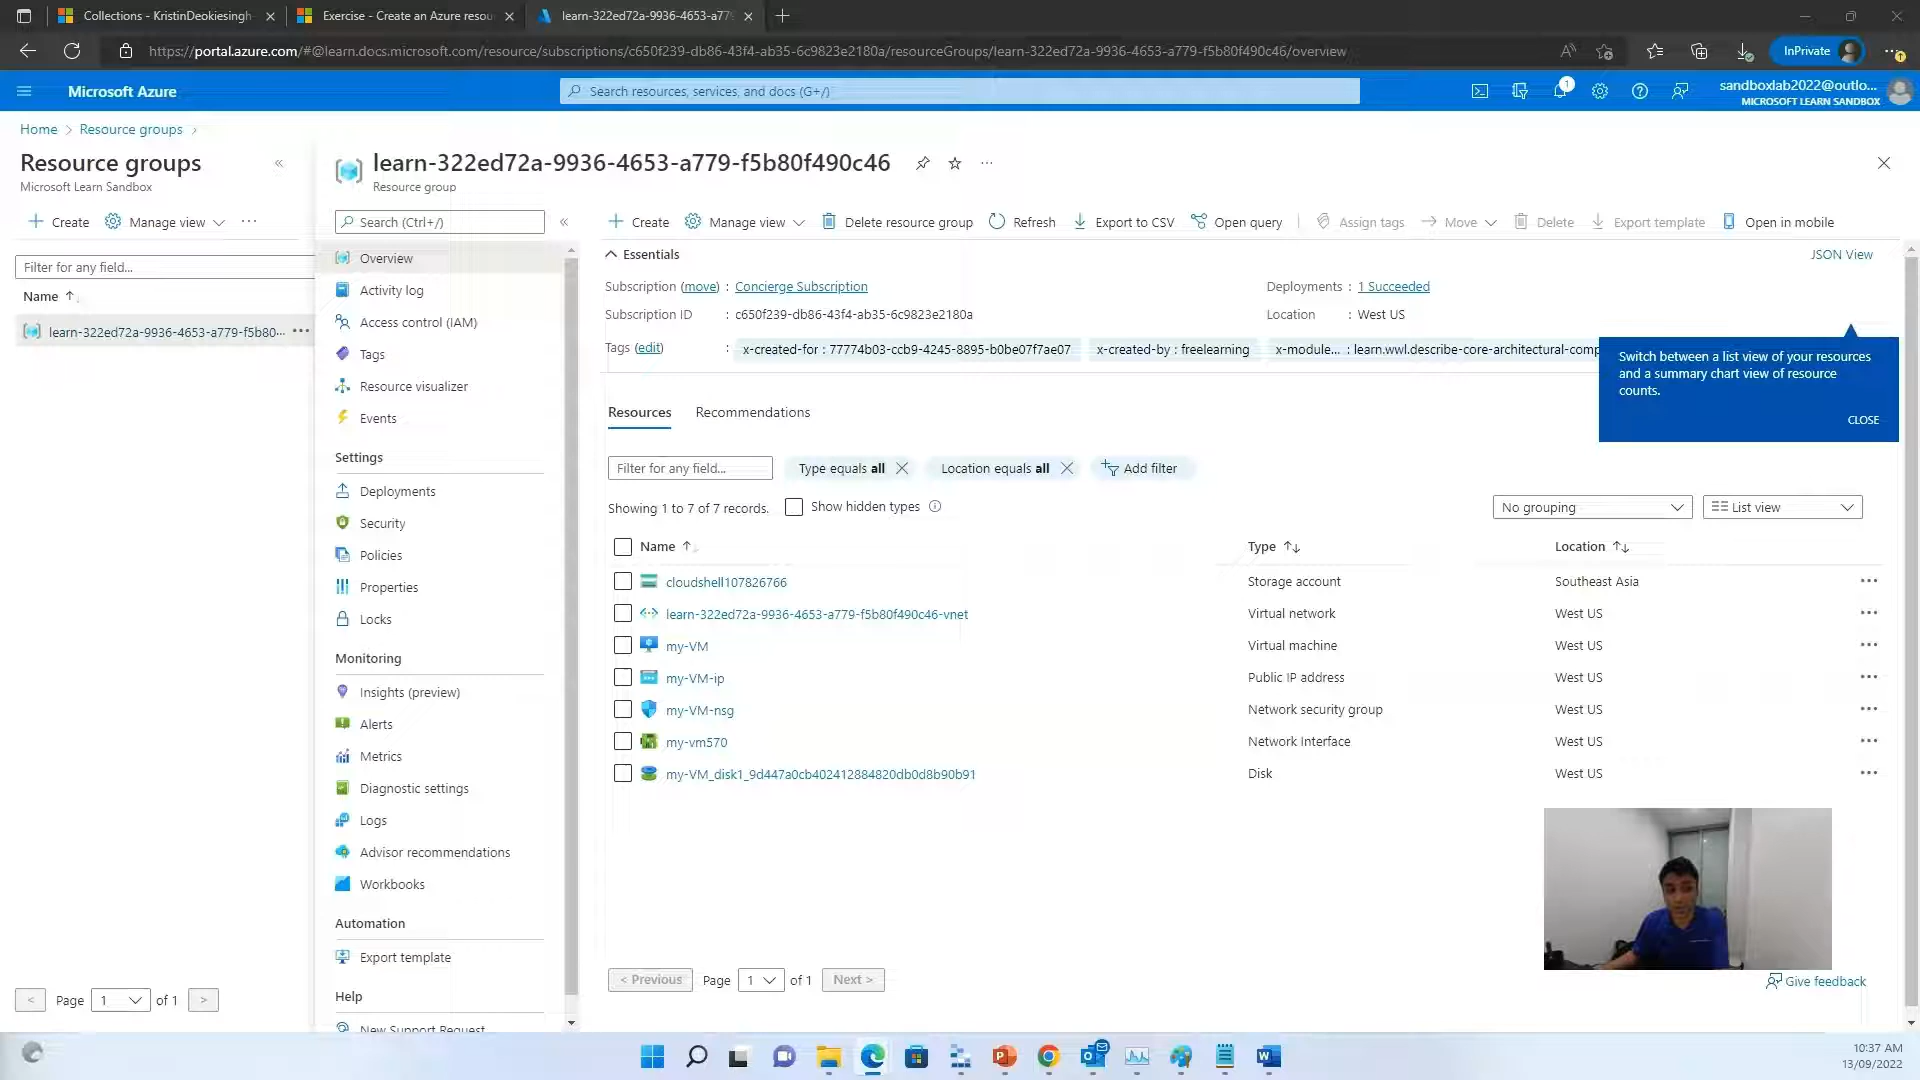 Collections - KristinDeokiesingh
Exercise - Create an Azure resou
learn-322ed72a-9936-4653-a779
https://portal.azure.com/#@learn.docs.microsoft.com/resource/subscriptions/c650f239-db86-43f4-ab35-6c9823e2180a/resourceGroups/learn-322ed72a-9936-4653-a779-f5b80f490c46/overview
InPrivate
Microsoft Azure
Search resources, services, and docs (G+/)
1
sandboxlab2022@outlo...
MICROSOFT LEARN SANDBOX
Home > Resource groups >
Resource groups
Microsoft Learn Sandbox
+ Create
Manage view
Filter for any field...
Name ↑
learn-322ed72a-9936-4653-a779-f5b80...
< Page 1 of 1 >
learn-322ed72a-9936-4653-a779-f5b80f490c46
Resource group
Search (Ctrl+/)
Overview
Activity log
Access control (IAM)
Tags
Resource visualizer
Events
Settings
Deployments
Security
Policies
Properties
Locks
Monitoring
Insights (preview)
Alerts
Metrics
Diagnostic settings
Logs
Advisor recommendations
Workbooks
Automation
Export template
Help
New Support Request
+ Create Manage view Delete resource group Refresh Export to CSV Open query Assign tags Move Delete Export template Open in mobile
Essentials
JSON View
Subscription (move) : Concierge Subscription
Deployments : 1 Succeeded
Subscription ID : c650f239-db86-43f4-ab35-6c9823e2180a
Location : West US
Tags (edit) : x-created-for : 77774b03-ccb9-4245-8895-b0be07f7ae07 x-created-by : freelearning x-module... : learn.wwl.describe-core-architectural-comp
Switch between a list view of your resources
and a summary chart view of resource
counts.
CLOSE
Resources Recommendations
Filter for any field... Type equals all Location equals all Add filter
Showing 1 to 7 of 7 records. Show hidden types
No grouping List view
Name ↑ Type ↑↓ Location ↑↓
cloudshell107826766 Storage account Southeast Asia
learn-322ed72a-9936-4653-a779-f5b80f490c46-vnet Virtual network West US
my-VM Virtual machine West US
my-VM-ip Public IP address West US
my-VM-nsg Network security group West US
my-vm570 Network Interface West US
my-VM_disk1_9d447a0cb402412884820db0d8b90b91 Disk West US
< Previous Page 1 of 1 Next >
Give feedback
10:37 AM
13/09/2022